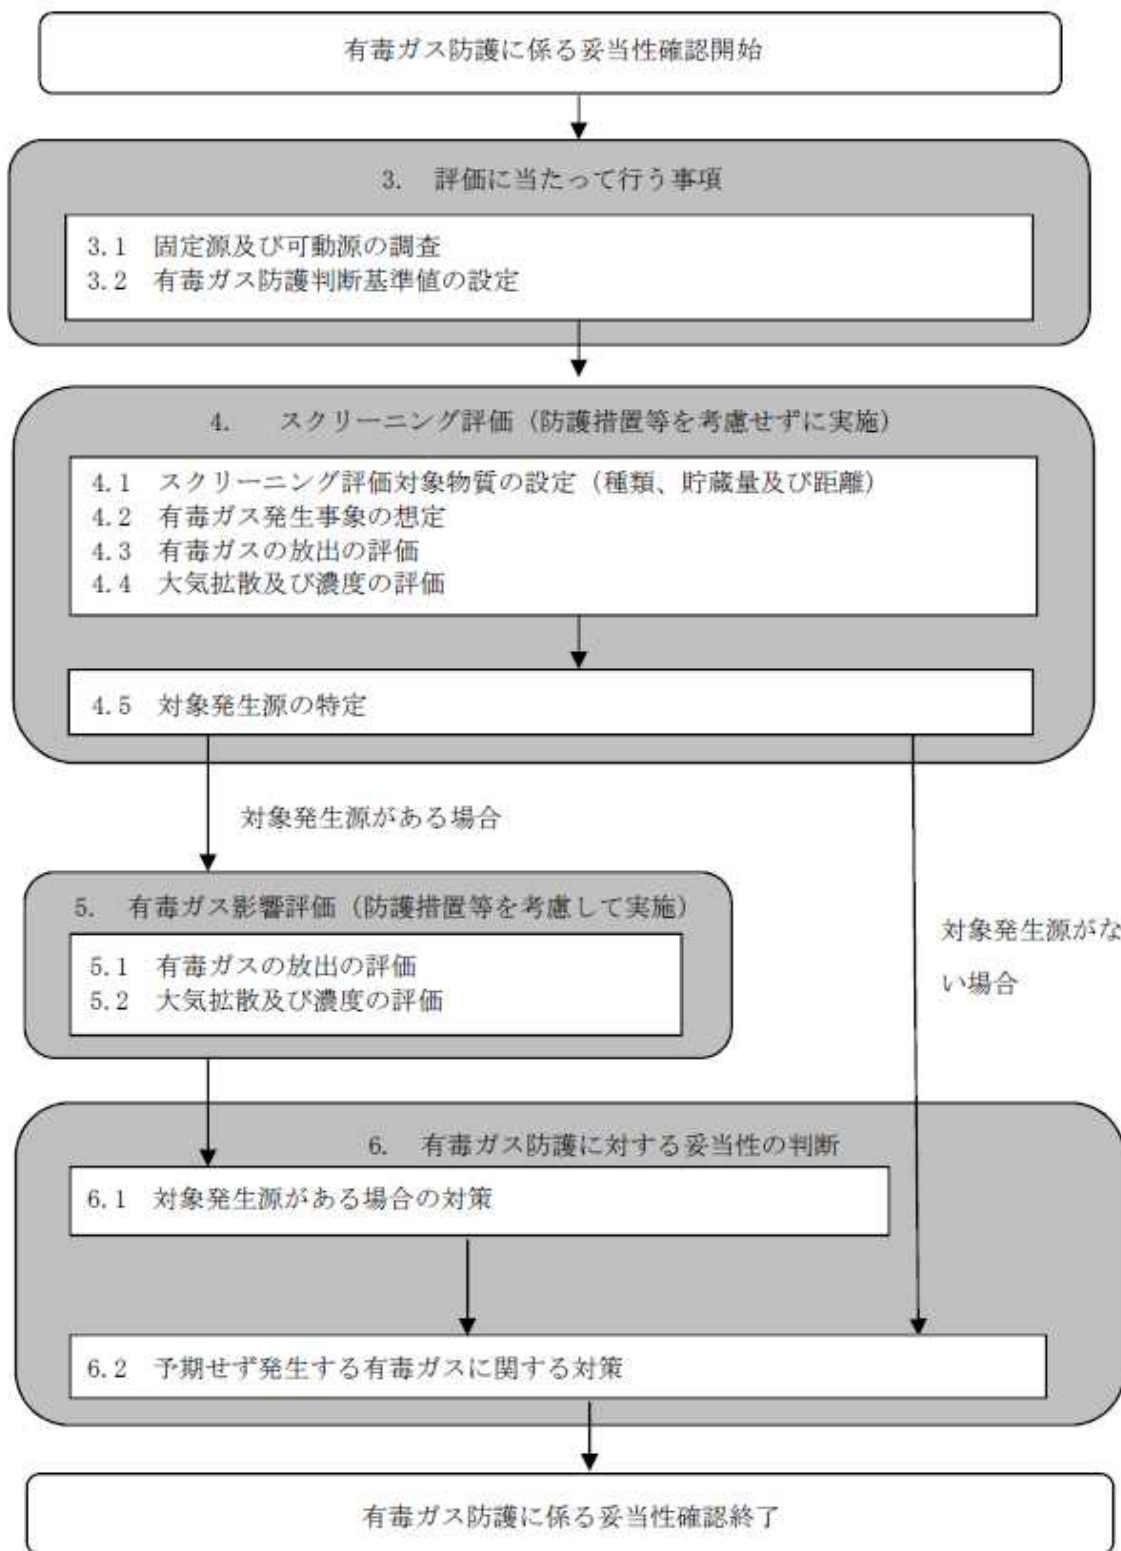 有毒ガス防護に係る妥当性確認開始
3. 評価に当たって行う事項
3.1 固定源及び可動源の調査
3.2 有毒ガス防護判断基準値の設定
4. スクリーニング評価（防護措置等を考慮せずに実施）
4.1 スクリーニング評価対象物質の設定（種類、貯蔵量及び距離）
4.2 有毒ガス発生事象の想定
4.3 有毒ガスの放出の評価
4.4 大気拡散及び濃度の評価
4.5 対象発生源の特定
対象発生源がある場合
5. 有毒ガス影響評価（防護措置等を考慮して実施）
5.1 有毒ガスの放出の評価
5.2 大気拡散及び濃度の評価
対象発生源がな
い場合
6. 有毒ガス防護に対する妥当性の判断
6.1 対象発生源がある場合の対策
6.2 予期せず発生する有毒ガスに関する対策
有毒ガス防護に係る妥当性確認終了